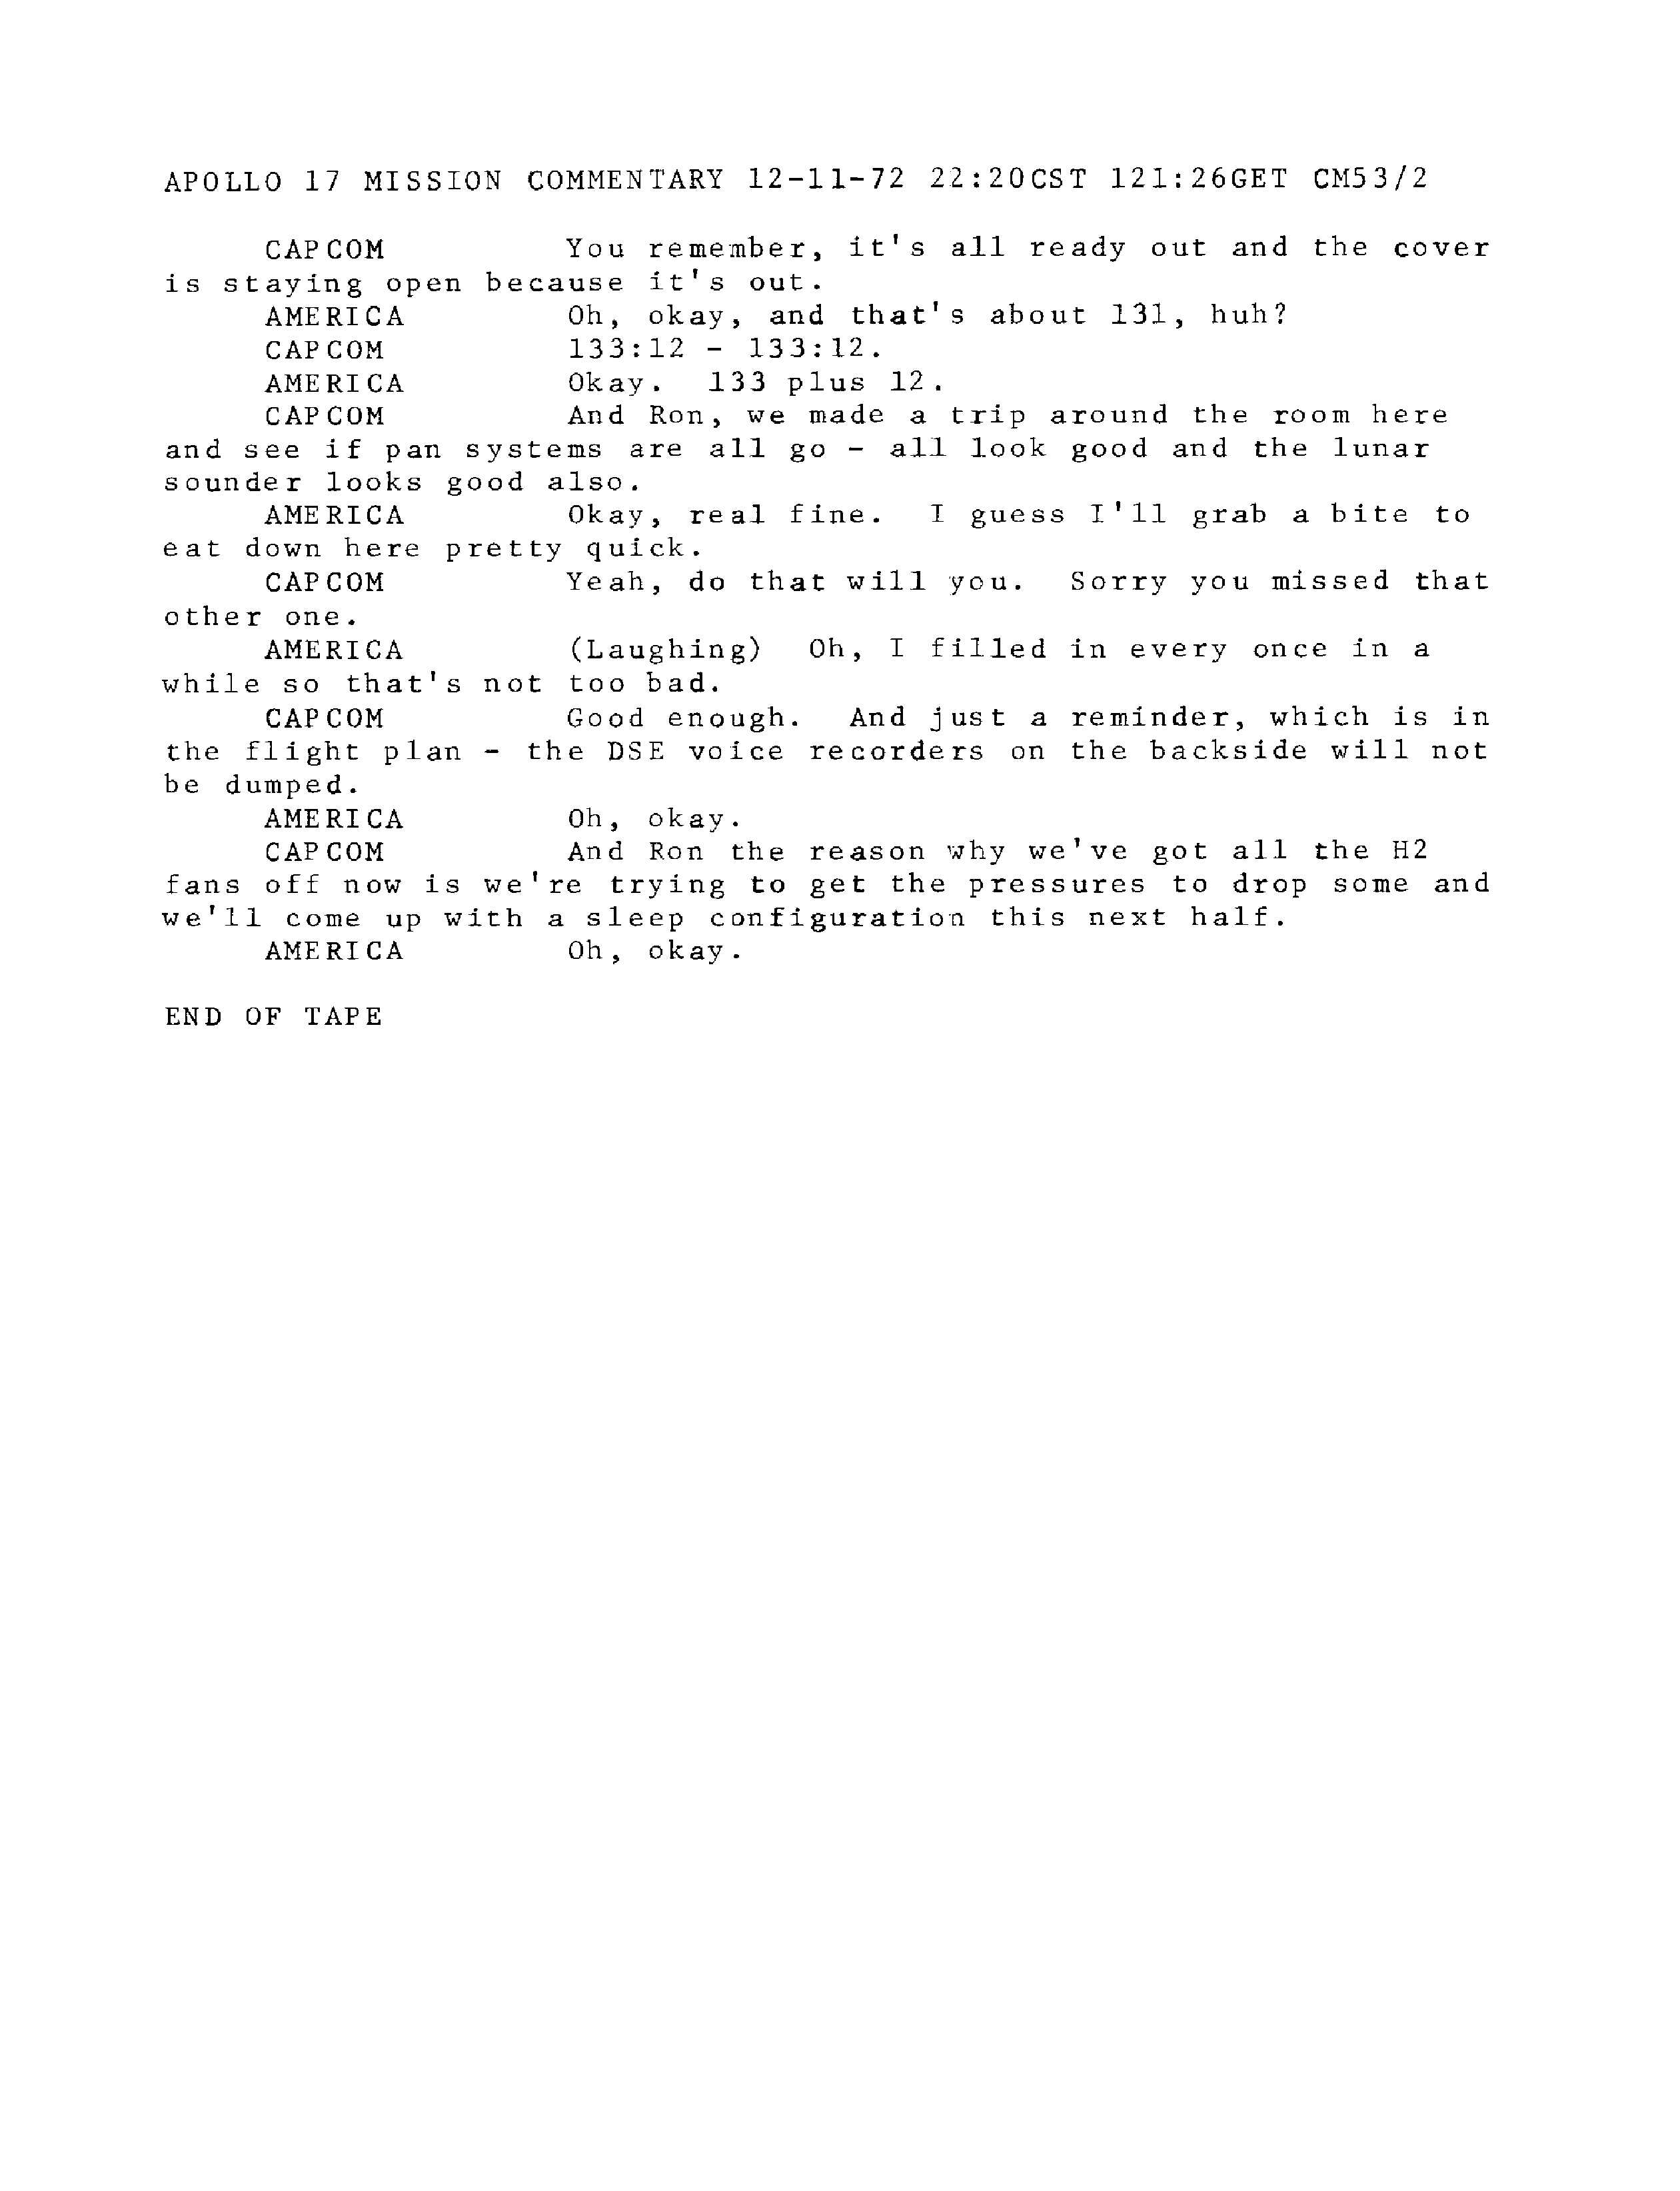 APOLLO 17 MISSION COMMENTARY 12-11-72 22:20CST 121:26GET CM53/2
CAPCOM You remember, it's all ready out and the cover
is staying open because it's out.
AMERICA Oh, okay, and that's about 131, huh?
CAPCOM 133:12 - 133:12.
AMERICA Okay. 133 plus 12.
CAPCOM And Ron, we made a trip around the room here
and see if pan systems are all go - all look good and the lunar
sounder looks good also.
AMERICA Okay, real fine. I guess I'll grab a bite to
eat down here pretty quick.
CAPCOM Yeah, do that will you. Sorry you missed that
other one.
AMERICA (Laughing) Oh, I filled in every once in a
while so that's not too bad.
CAPCOM Good enough. And just a reminder, which is in
the flight plan - the DSE voice recorders on the backside will not
be dumped.
AMERICA Oh, okay.
CAPCOM And Ron the reason why we've got all the H2
fans off now is we're trying to get the pressures to drop some and
we'll come up with a sleep configuration this next half.
AMERICA Oh, okay.
END OF TAPE